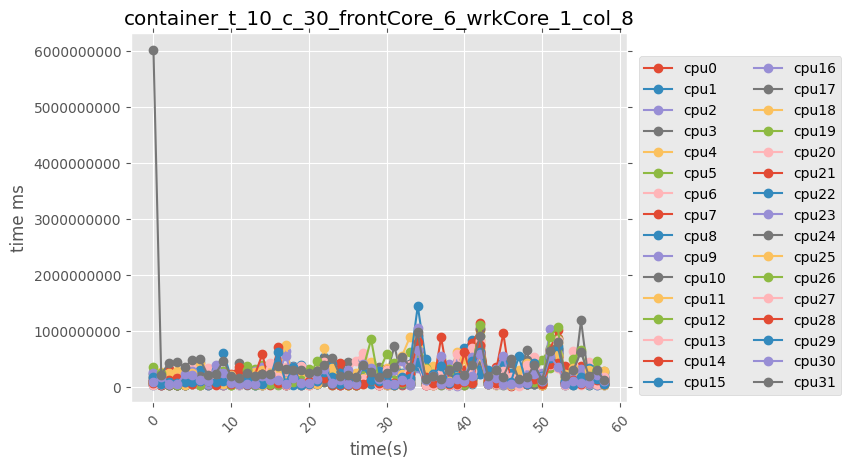 container_t_10_c_30_frontCore_6_wrkCore_1_col_8
6000000000
5000000000
4000000000
3000000000
2000000000
1000000000
0
time ms
0
10
20
30
40
50
60
time(s)
cpu0
cpu1
cpu2
cpu3
cpu4
cpu5
cpu6
cpu7
cpu8
cpu9
cpu10
cpu11
cpu12
cpu13
cpu14
cpu15
cpu16
cpu17
cpu18
cpu19
cpu20
cpu21
cpu22
cpu23
cpu24
cpu25
cpu26
cpu27
cpu28
cpu29
cpu30
cpu31